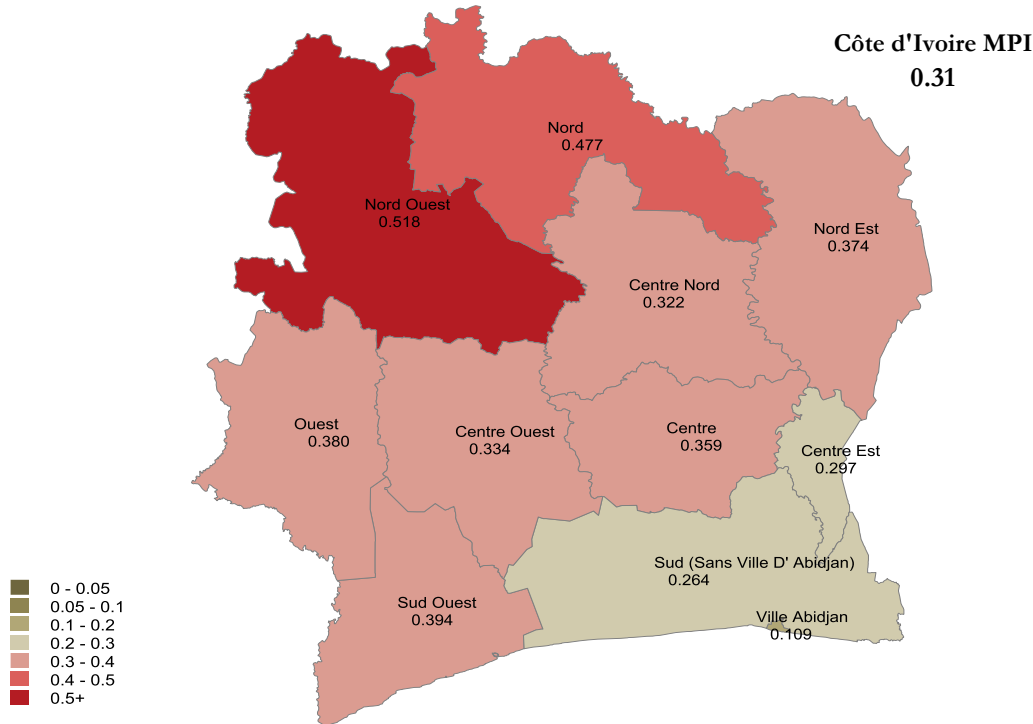 Côte d'Ivoire MPI
0.31
Nord
0.477
Nord Ouest
0.518
Nord Est
0.374
Centre Nord
0.322
Ouest
0.380
Centre Ouest
0.334
Centre
0.359
Centre Est
0.297
Sud (Sans Ville D' Abidjan)
0.264
Sud Ouest
0.394
Ville Abidjan
0.109
0 - 0.05
0.05 - 0.1
0.1 - 0.2
0.2 - 0.3
0.3 - 0.4
0.4 - 0.5
0.5+